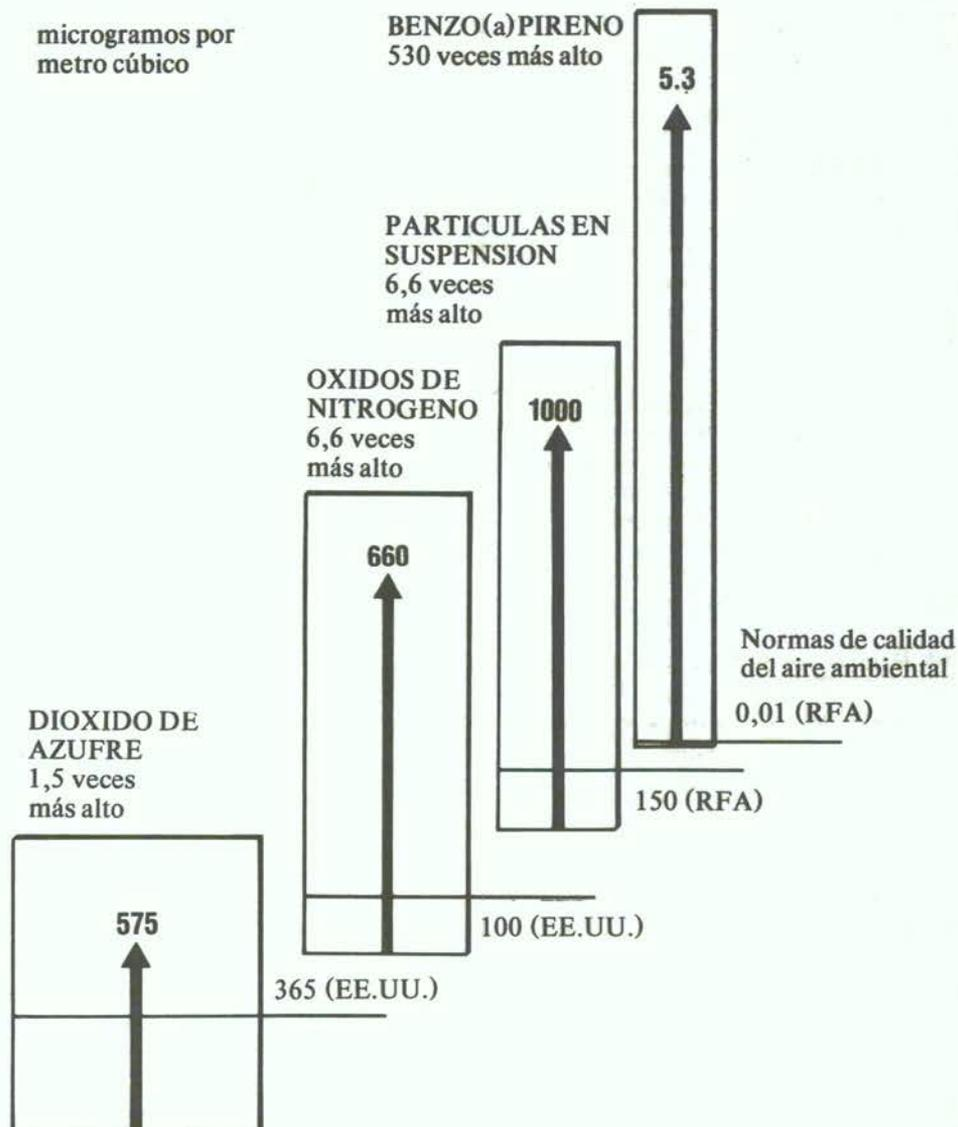 microgramos por
metro cúbico
BENZO(a)PIRENO
530 veces más alto
5.3
PARTICULAS EN
SUSPENSION
6,6 veces
más alto
1000
OXIDOS DE
NITROGENO
6,6 veces
más alto
660
Normas de calidad
del aire ambiental
0,01 (RFA)
150 (RFA)
100 (EE.UU.)
DIOXIDO DE
AZUFRE
1,5 veces
más alto
575
365 (EE.UU.)